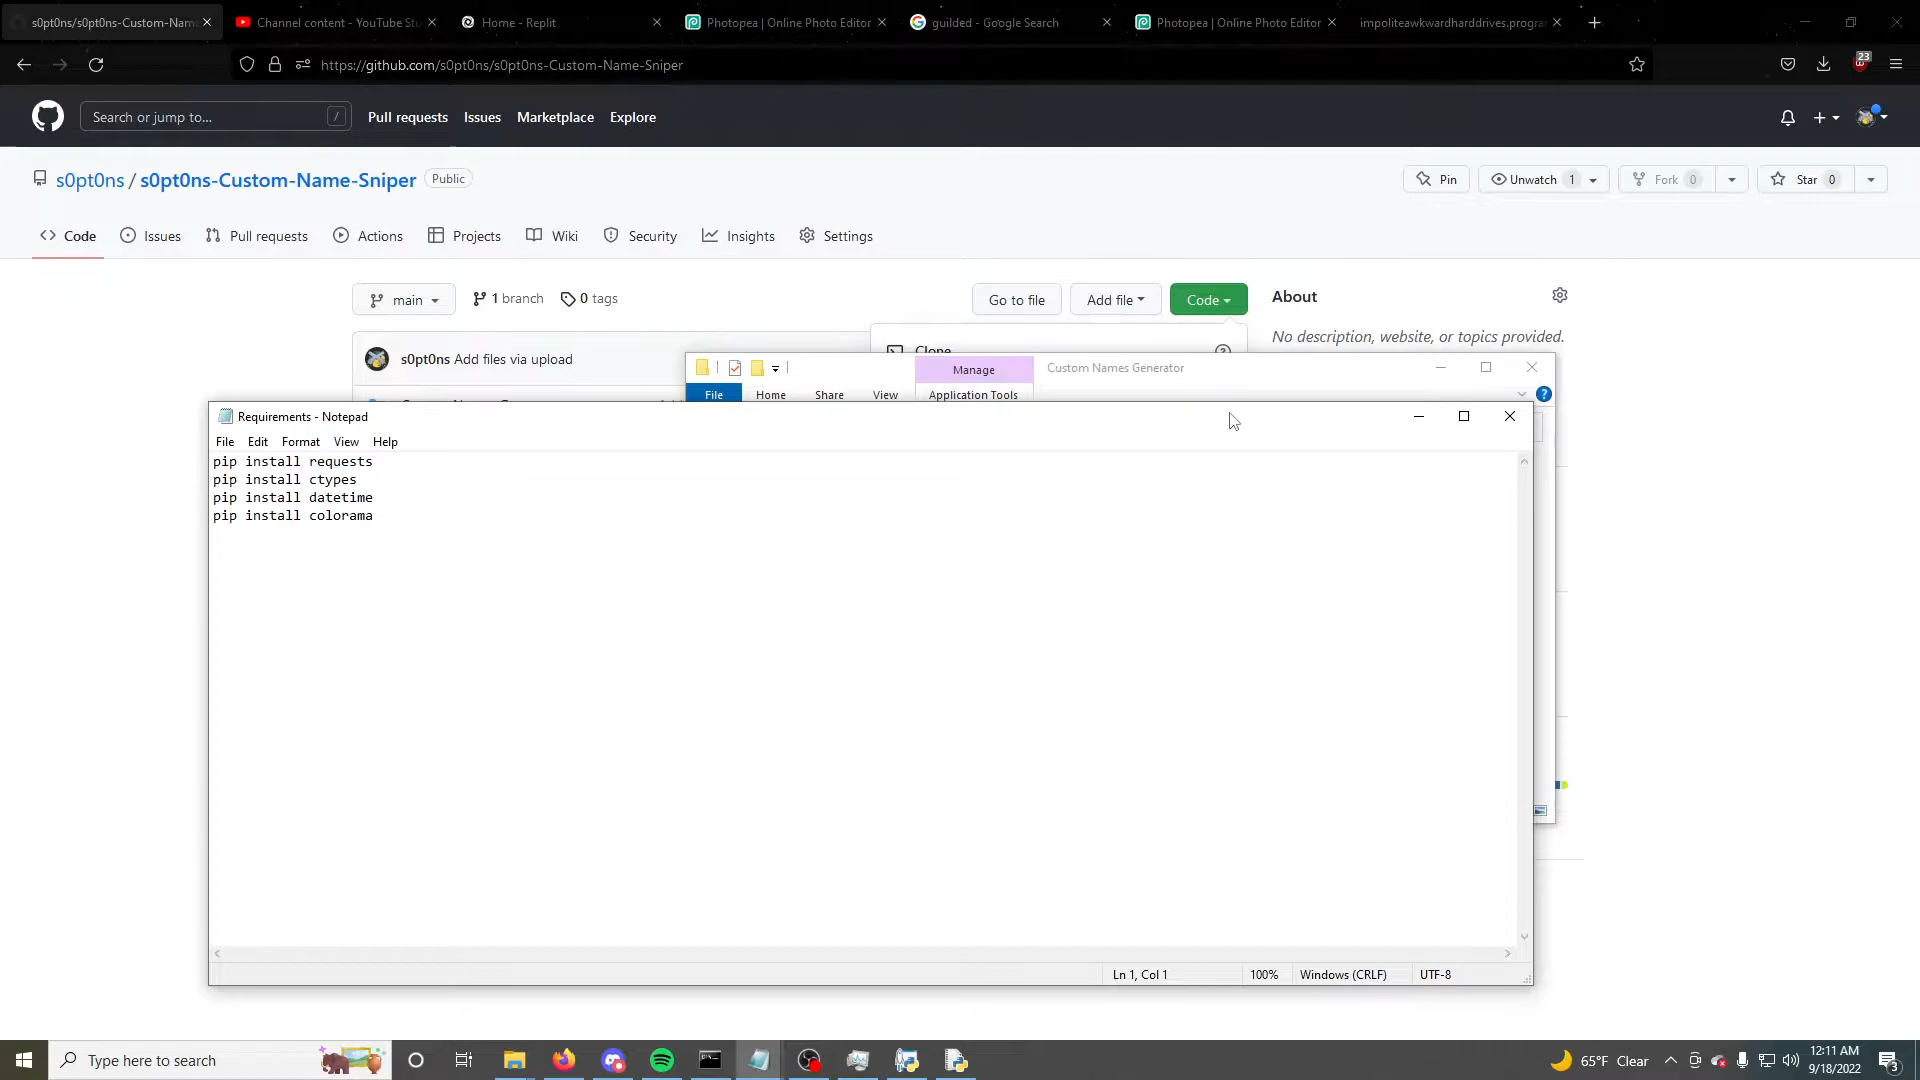 s0pt0ns/s0pt0ns-Custom-Name
Channel content - YouTube Stu
Home - Replit
Photopea | Online Photo Editor
guilded - Google Search
Photopea | Online Photo Editor
impoliteawkwardharddrives.progra
https://github.com/s0pt0ns/s0pt0ns-Custom-Name-Sniper
23
Search or jump to...
/
Pull requests
Issues
Marketplace
Explore
s0pt0ns / s0pt0ns-Custom-Name-Sniper
Public
Pin
Unwatch 1
Fork 0
Star 0
Code
Issues
Pull requests
Actions
Projects
Wiki
Security
Insights
Settings
main
1 branch
0 tags
Go to file
Add file
Code
About
No description, website, or topics provided.
s0pt0ns Add files via upload
Clone
Manage
Custom Names Generator
File
Home
Share
View
Application Tools
Requirements - Notepad
File
Edit
Format
View
Help
pip install requests
pip install ctypes
pip install datetime
pip install colorama
Ln 1, Col 1
100%
Windows (CRLF)
UTF-8
Type here to search
65°F Clear
12:11 AM
9/18/2022
3